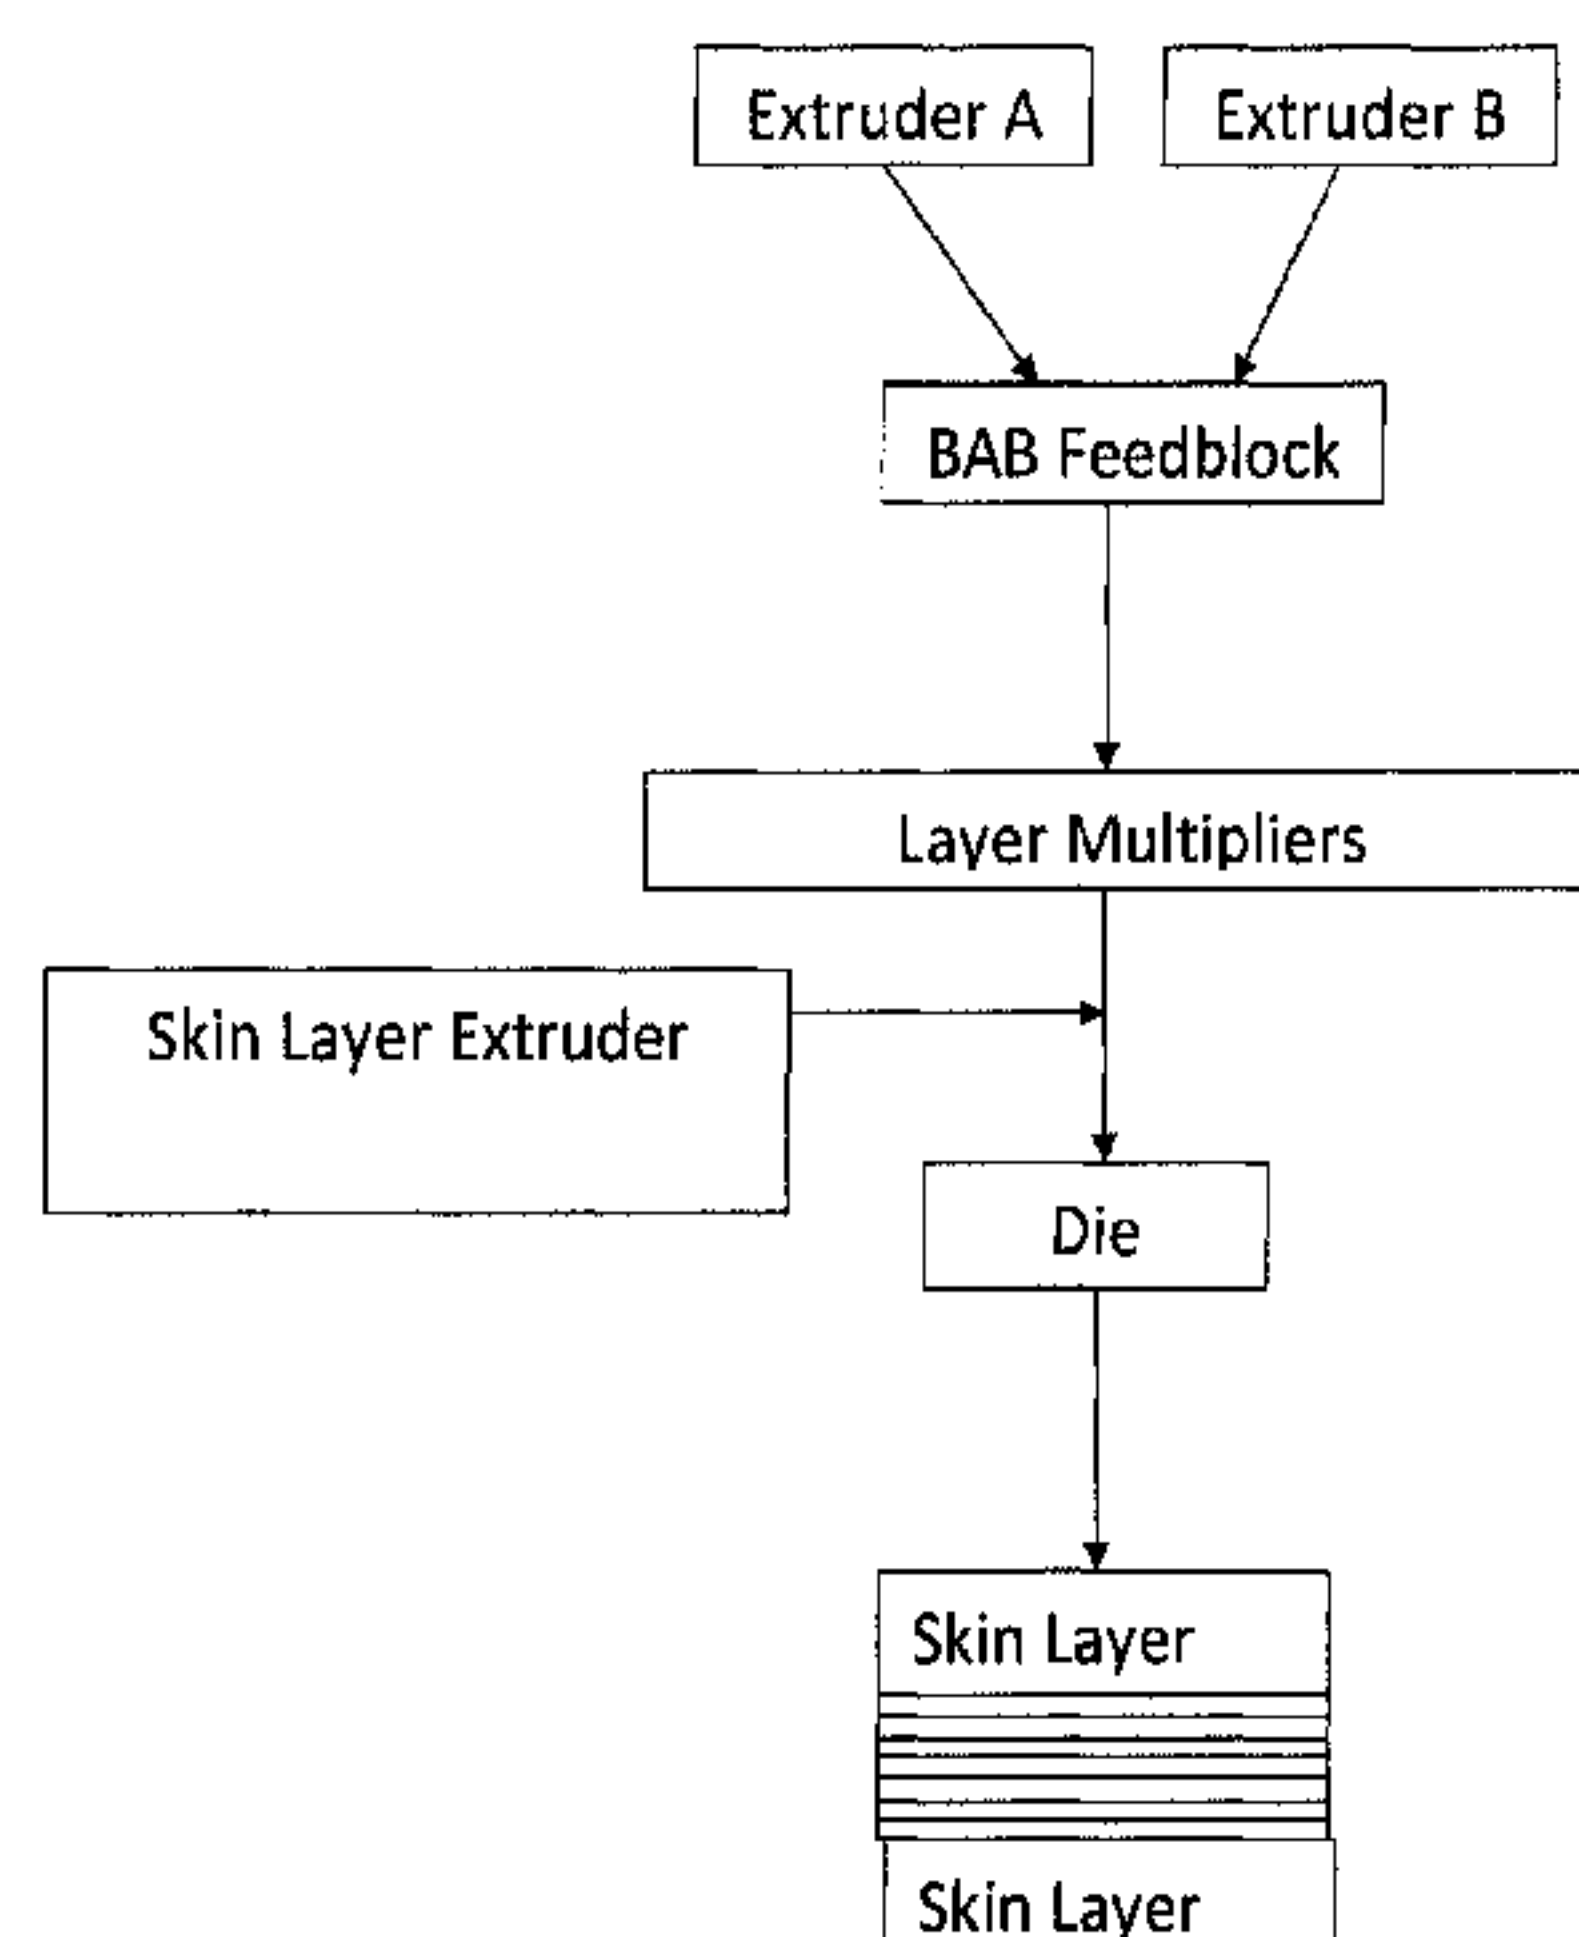 Extruder A
Extruder B
BAB Feedblock
Layer Multipliers
Skin Layer Extruder
Die
Skin Layer
Skin Layer